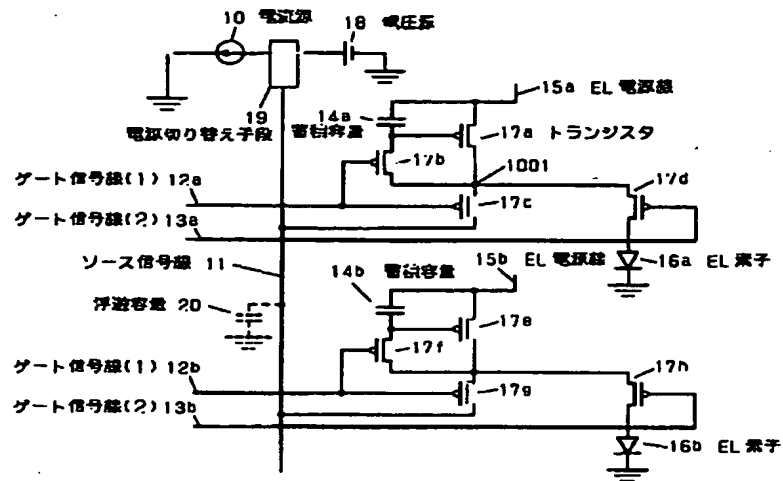 10 電流源
18 電圧源
19
電源切り替え手段
14a
蓄積容量
15a EL 電源線
17a トランジスタ
17b
1001
17c
17d
ゲート信号線(1) 12a
ゲート信号線(2) 13a
16a EL 素子
ソース信号線 11
浮遊容量 20
14b 蓄積容量
15b EL 電源線
17e
17f
17g
17h
ゲート信号線(1) 12b
ゲート信号線(2) 13b
16b EL 素子